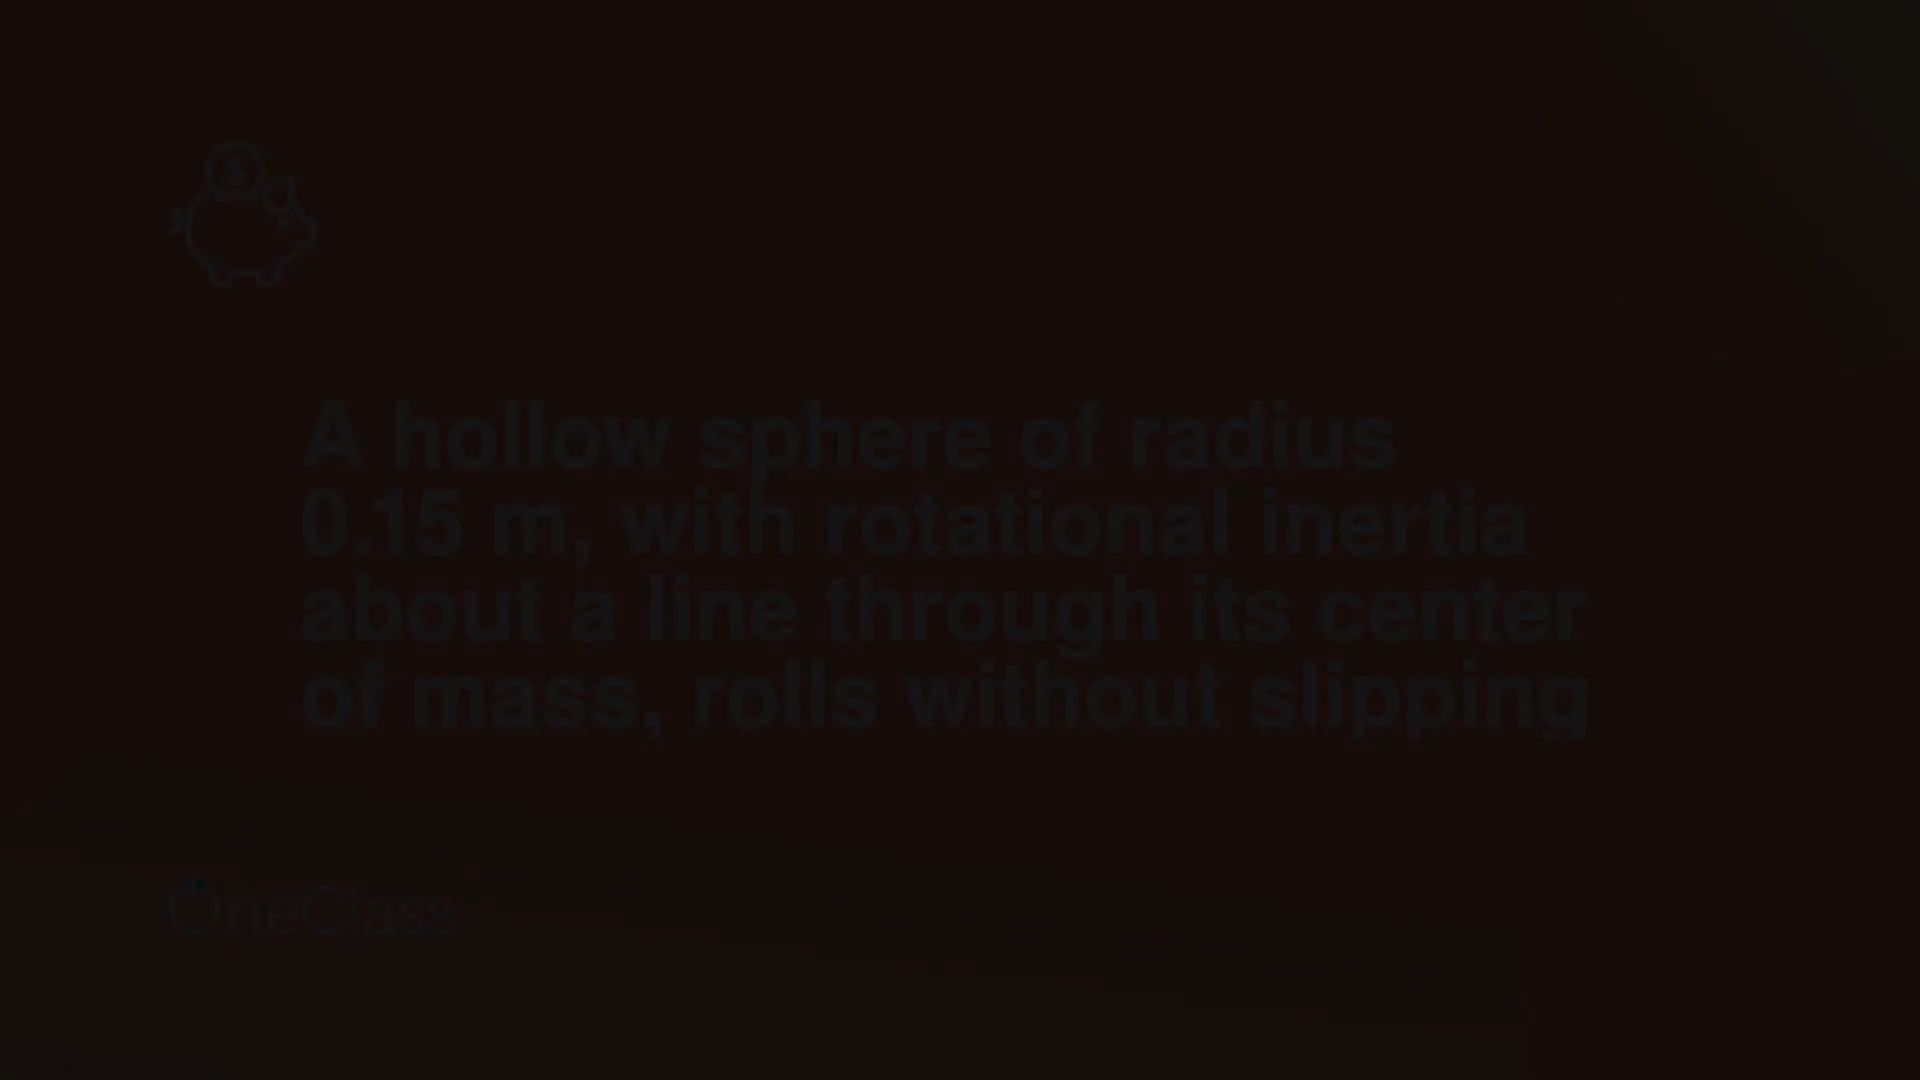 $
A hollow sphere of radius
0.15 m, with rotational inertia
about a line through its center
of mass, rolls without slipping
OneClass